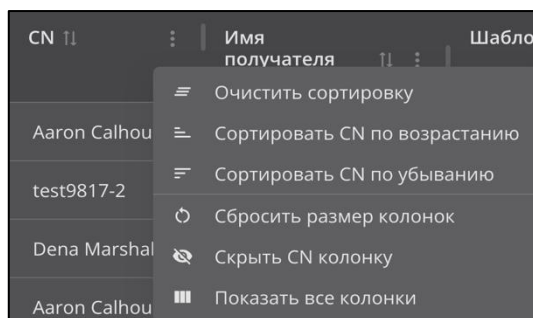 CN
Имя
получателя
Шабло
Очистить сортировку
Aaron Calhou
Сортировать CN по возрастанию
test9817-2
Сортировать CN по убыванию
Сбросить размер колонок
Dena Marshal
Скрыть CN колонку
Aaron Calhou
Показать все колонки